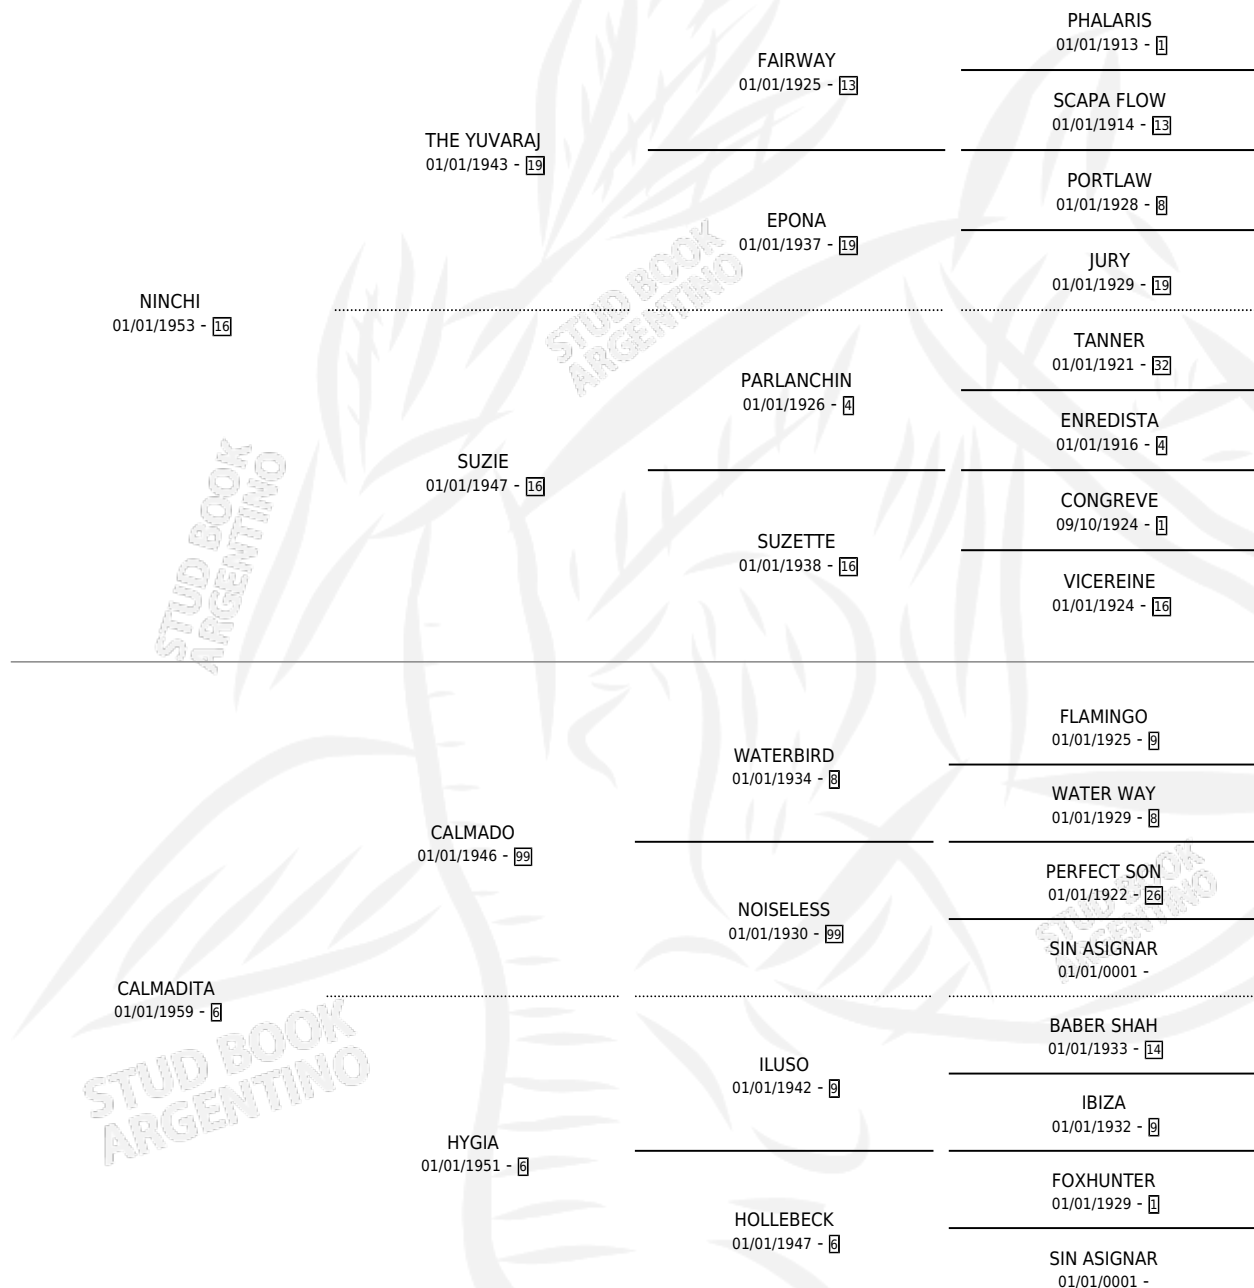 PHALARIS
01/01/1913 - 1
FAIRWAY
01/01/1925 - 13
SCAPA FLOW
01/01/1914 - 13
THE YUVARAJ
01/01/1943 - 19
PORTLAW
01/01/1928 - 8
EPONA
01/01/1937 - 19
JURY
01/01/1929 - 19
NINCHI
01/01/1953 - 16
STUD BOOK
ARGENTINO
TANNER
01/01/1921 - 32
PARLANCHIN
01/01/1926 - 4
ENREDISTA
01/01/1916 - 4
SUZIE
01/01/1947 - 16
CONGREVE
09/10/1924 - 1
SUZETTE
01/01/1938 - 16
VICEREINE
01/01/1924 - 16
STUD BOOK
ARGENTINO
FLAMINGO
01/01/1925 - 9
WATERBIRD
01/01/1934 - 8
WATER WAY
01/01/1929 - 8
CALMADO
01/01/1946 - 99
PERFECT SON
01/01/1922 - 26
NOISELESS
01/01/1930 - 99
STUD BOOK
ARGENTINO
SIN ASIGNAR
01/01/0001 -
CALMADITA
01/01/1959 - 6
STUD BOOK
ARGENTINO
BABER SHAH
01/01/1933 - 14
ILUSO
01/01/1942 - 9
IBIZA
01/01/1932 - 9
HYGIA
01/01/1951 - 6
FOXHUNTER
01/01/1929 - 1
HOLLEBECK
01/01/1947 - 6
SIN ASIGNAR
01/01/0001 -